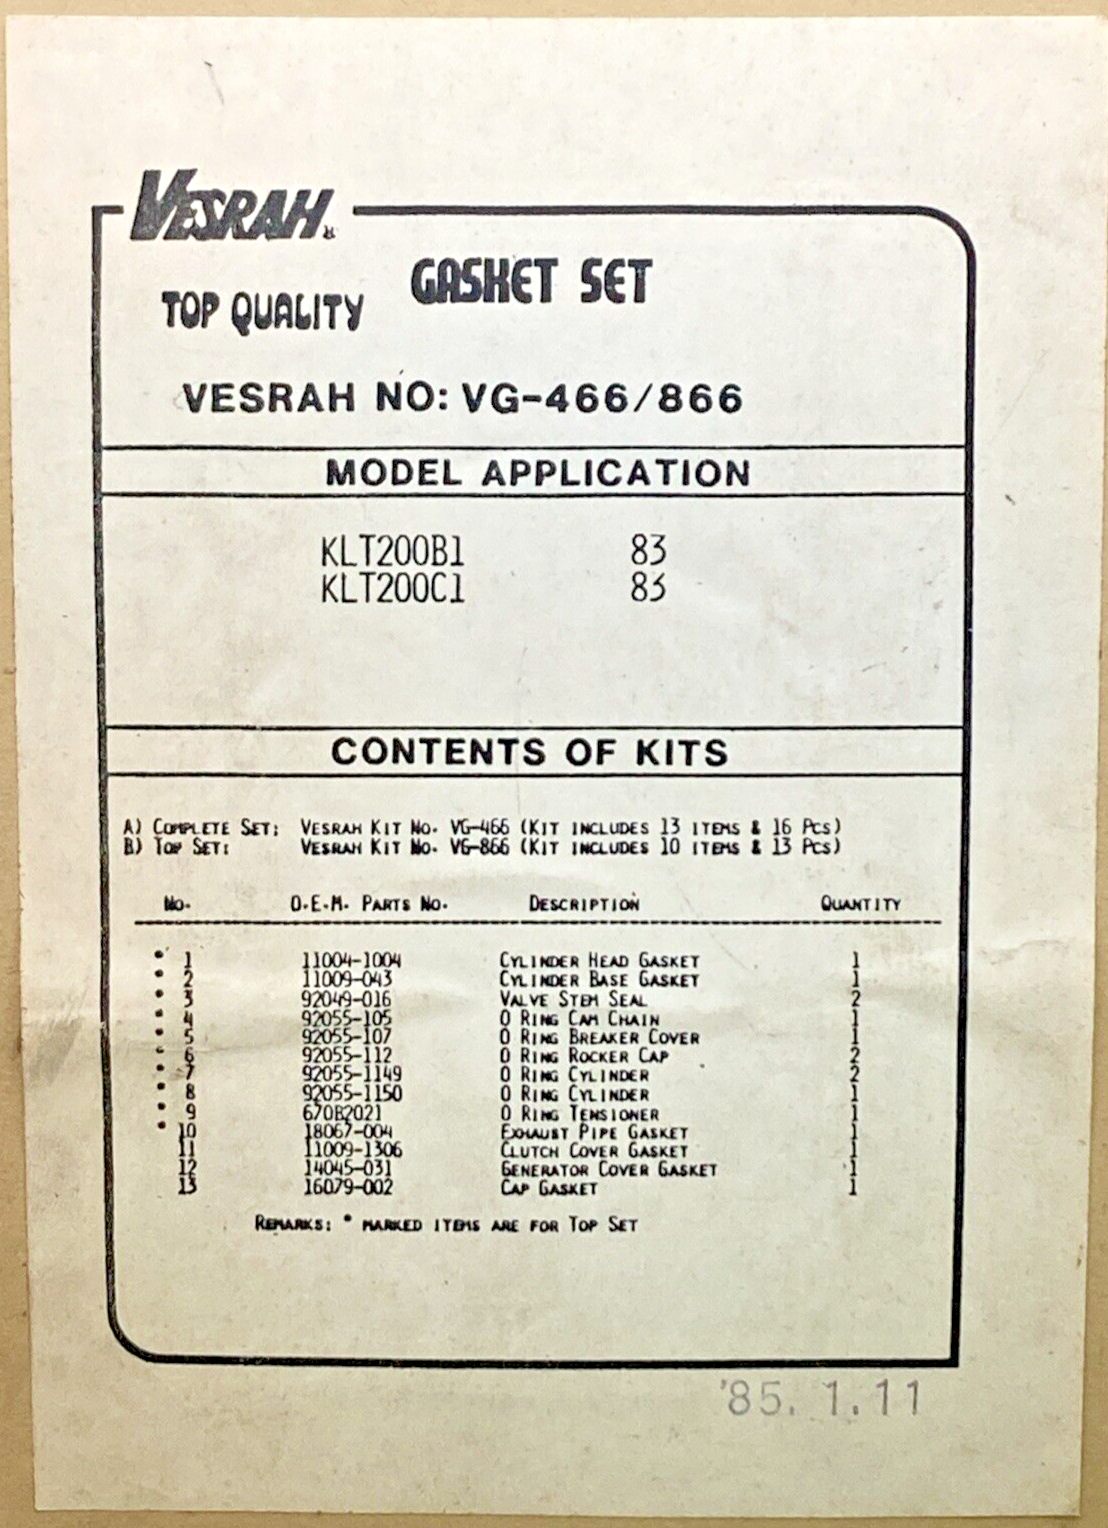 VESRAH®
GASKET SET
TOP QUALITY
VESRAH NO: VG-466/866
MODEL APPLICATION
KLT200B1 83
KLT200C1 83
CONTENTS OF KITS
A) COMPLETE SET: VESRAH KIT NO. VG-466 (KIT INCLUDES 13 ITEMS & 16 PCS)
B) TOP SET: VESRAH KIT NO. VG-866 (KIT INCLUDES 10 ITEMS & 13 PCS)
NO. O.E.M. PARTS NO. DESCRIPTION QUANTITY
• 1 11004-1004 CYLINDER HEAD GASKET 1
• 2 11009-043 CYLINDER BASE GASKET 1
• 3 92049-016 VALVE STEM SEAL 2
• 4 92055-105 O RING CAM CHAIN 1
• 5 92055-107 O RING BREAKER COVER 1
• 6 92055-112 O RING ROCKER CAP 2
• 7 92055-1149 O RING CYLINDER 2
• 8 92055-1150 O RING CYLINDER 1
• 9 670B2021 O RING TENSIONER 1
• 10 18067-004 EXHAUST PIPE GASKET 1
11 11009-1306 CLUTCH COVER GASKET 1
12 14045-031 GENERATOR COVER GASKET 1
13 16079-002 CAP GASKET 1
REMARKS: • MARKED ITEMS ARE FOR TOP SET
'85. 1. 11